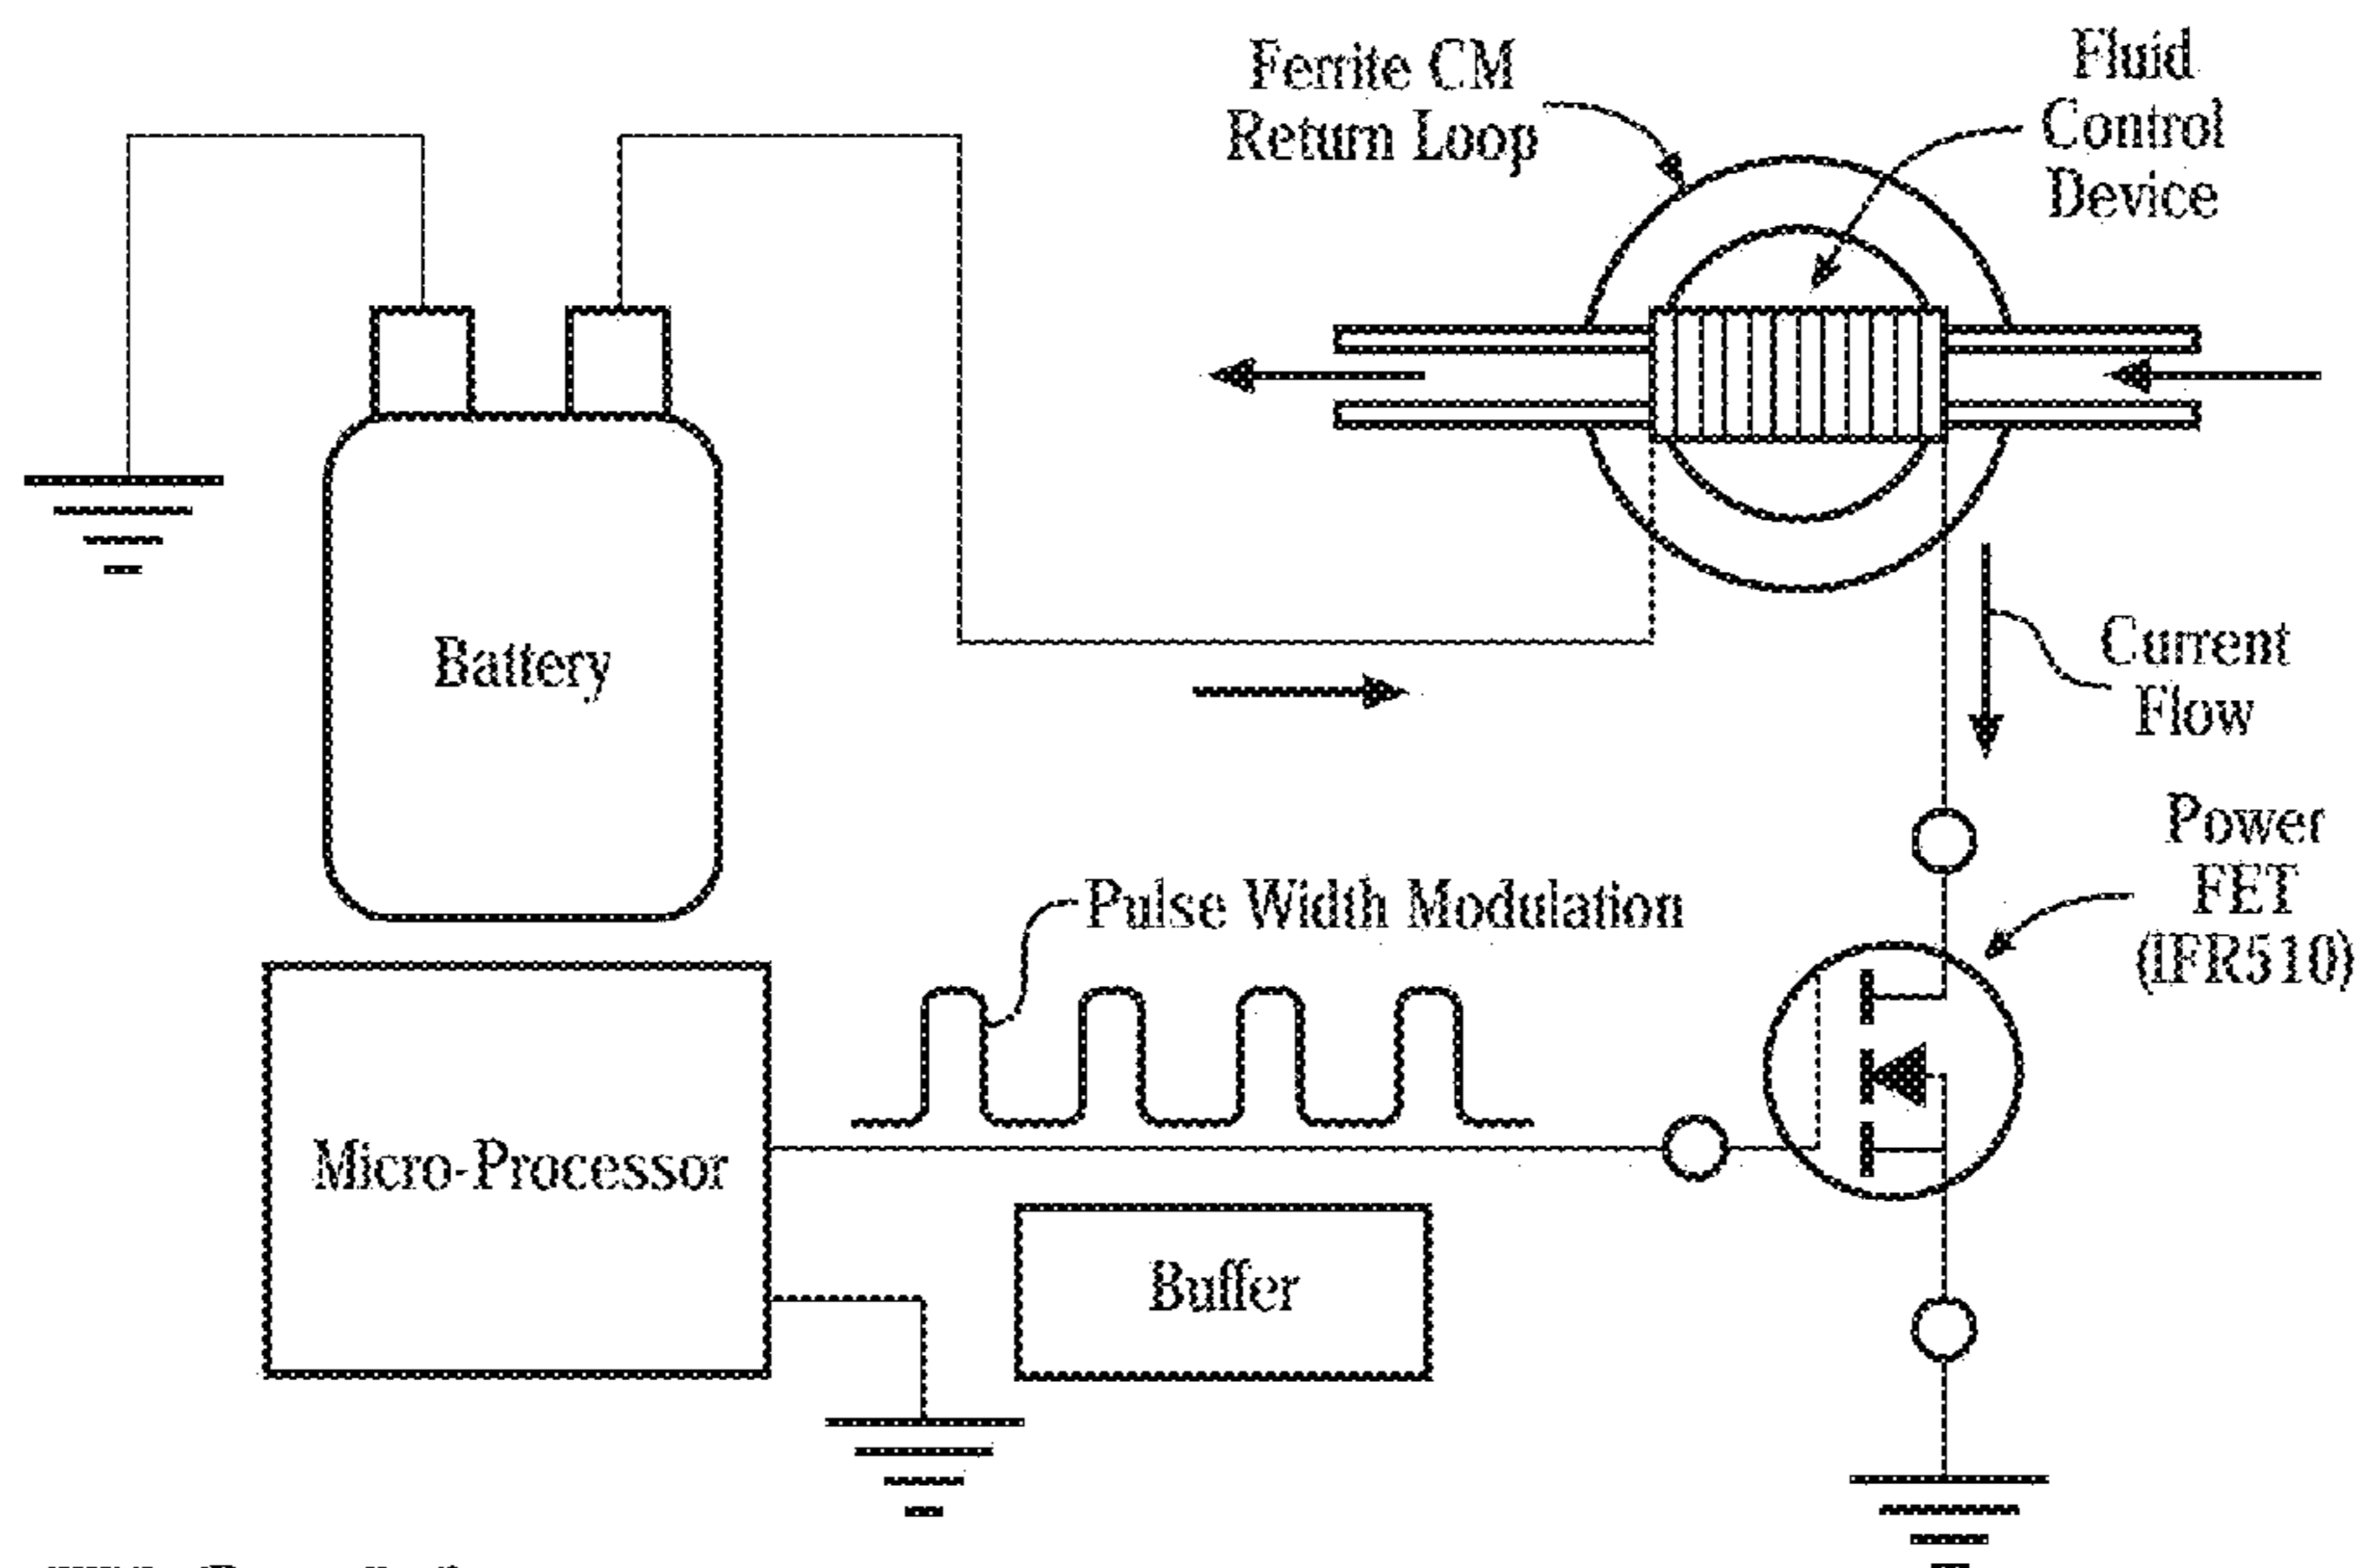 Ferrite CM
Return Loop
Fluid
Control
Device
Battery
Current
Flow
Power
FET
(IFR510)
Pulse Width Modulation
Micro-Processor
Buffer